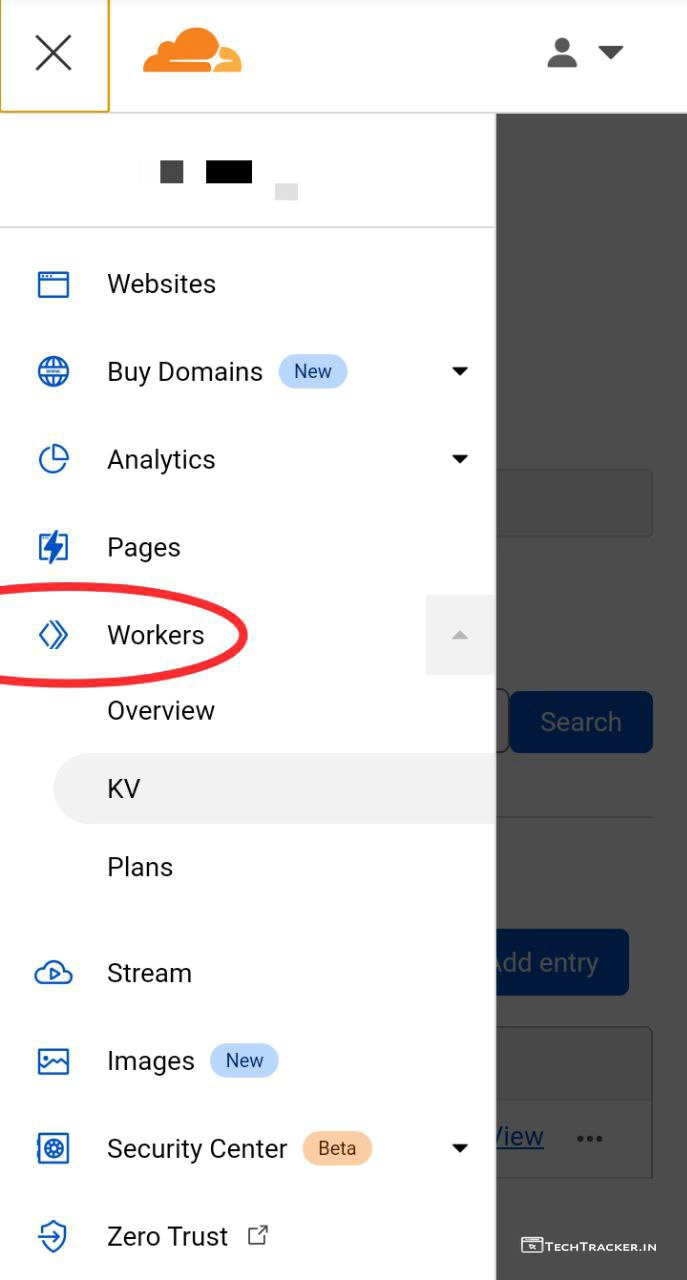 Websites
Buy Domains New
Analytics
Pages
Workers
Overview
KV
Plans
Stream
Images New
Security Center Beta
Zero Trust
Search
Add entry
View
TECHTRACKER.IN